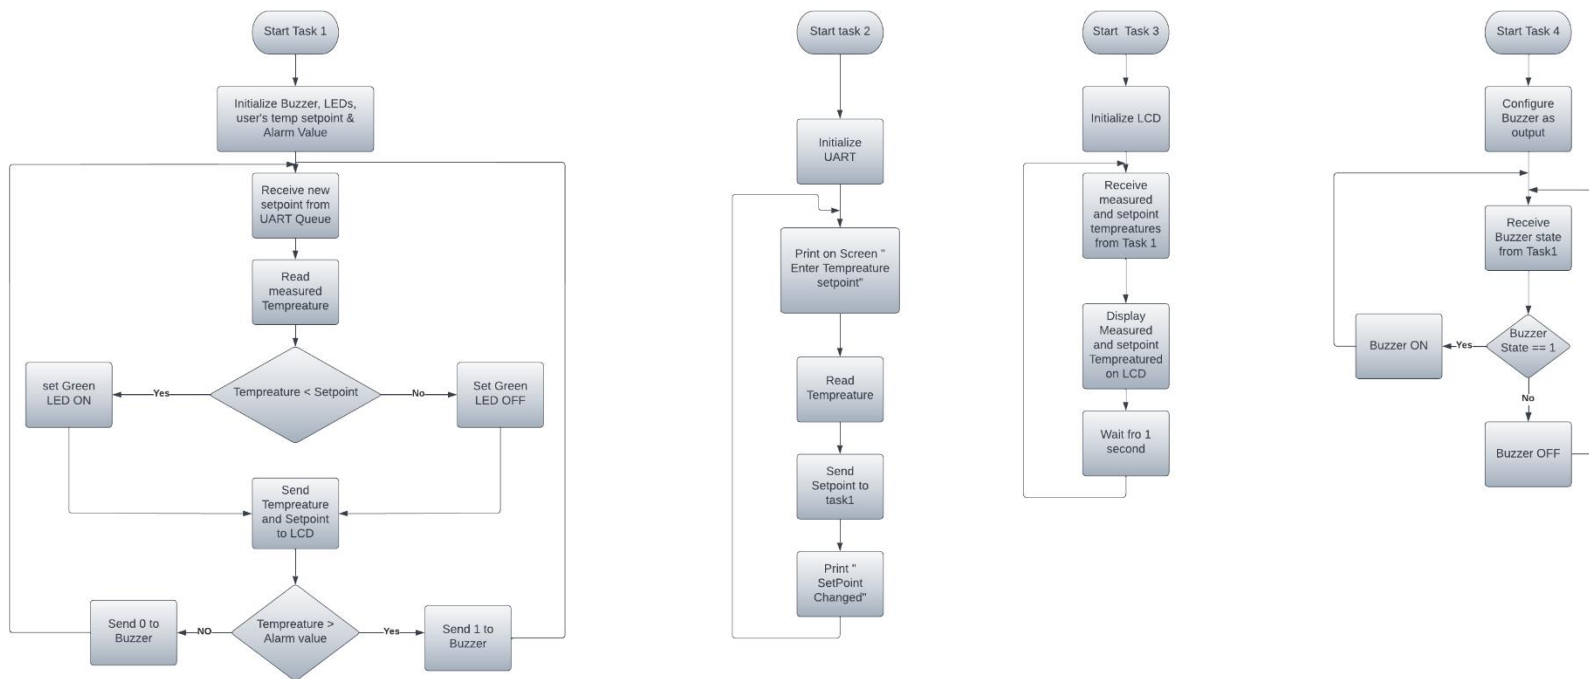 Start Task 1
Initialize Buzzer, LEDs,
user's temp setpoint &
Alarm Value
Receive new
setpoint from
UART Queue
Read
measured
Tempreature
Tempreature < Setpoint
Yes
No
set Green
LED ON
Set Green
LED OFF
Send
Tempreature
and Setpoint
to LCD
Tempreature >
Alarm value
NO
Yes
Send 0 to
Buzzer
Send 1 to
Buzzer
Start task 2
Initialize
UART
Print on Screen "
Enter Tempreature
setpoint"
Read
Tempreature
Send
Setpoint to
task1
Print "
SetPoint
Changed"
Start Task 3
Initialize LCD
Receive
measured
and setpoint
tempreatures
from Task 1
Display
Measured
and setpoint
Tempreatured
on LCD
Wait fro 1
second
Start Task 4
Configure
Buzzer as
output
Receive
Buzzer state
from Task1
Buzzer
State == 1
Yes
Buzzer ON
No
Buzzer OFF